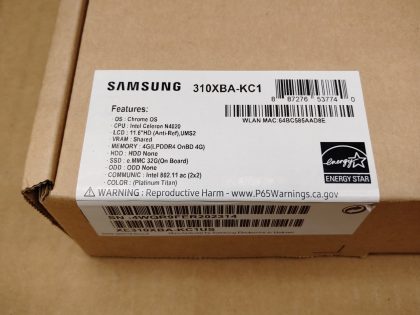 SAMSUNG 310XBA-KC1
8 87276 53774 0
WLAN MAC:64BC585AAD8E
Features:
OS : Chrome OS
CPU : Intel Celeron N4020
LCD : 11.6"HD (Anti-Ref),UMS2
VRAM : Shared
MEMORY : 4G(LPDDR4 OnBD 4G)
HDD : HDD None
SSD : e.MMC 32G(On Board)
ODD : ODD None
COMMUNIC : Intel 802.11 ac (2x2)
COLOR : (Platinum Titan)
energy
ENERGY STAR
WARNING : Reproductive Harm - www.P65Warnings.ca.gov
XE310XBA-KC1US